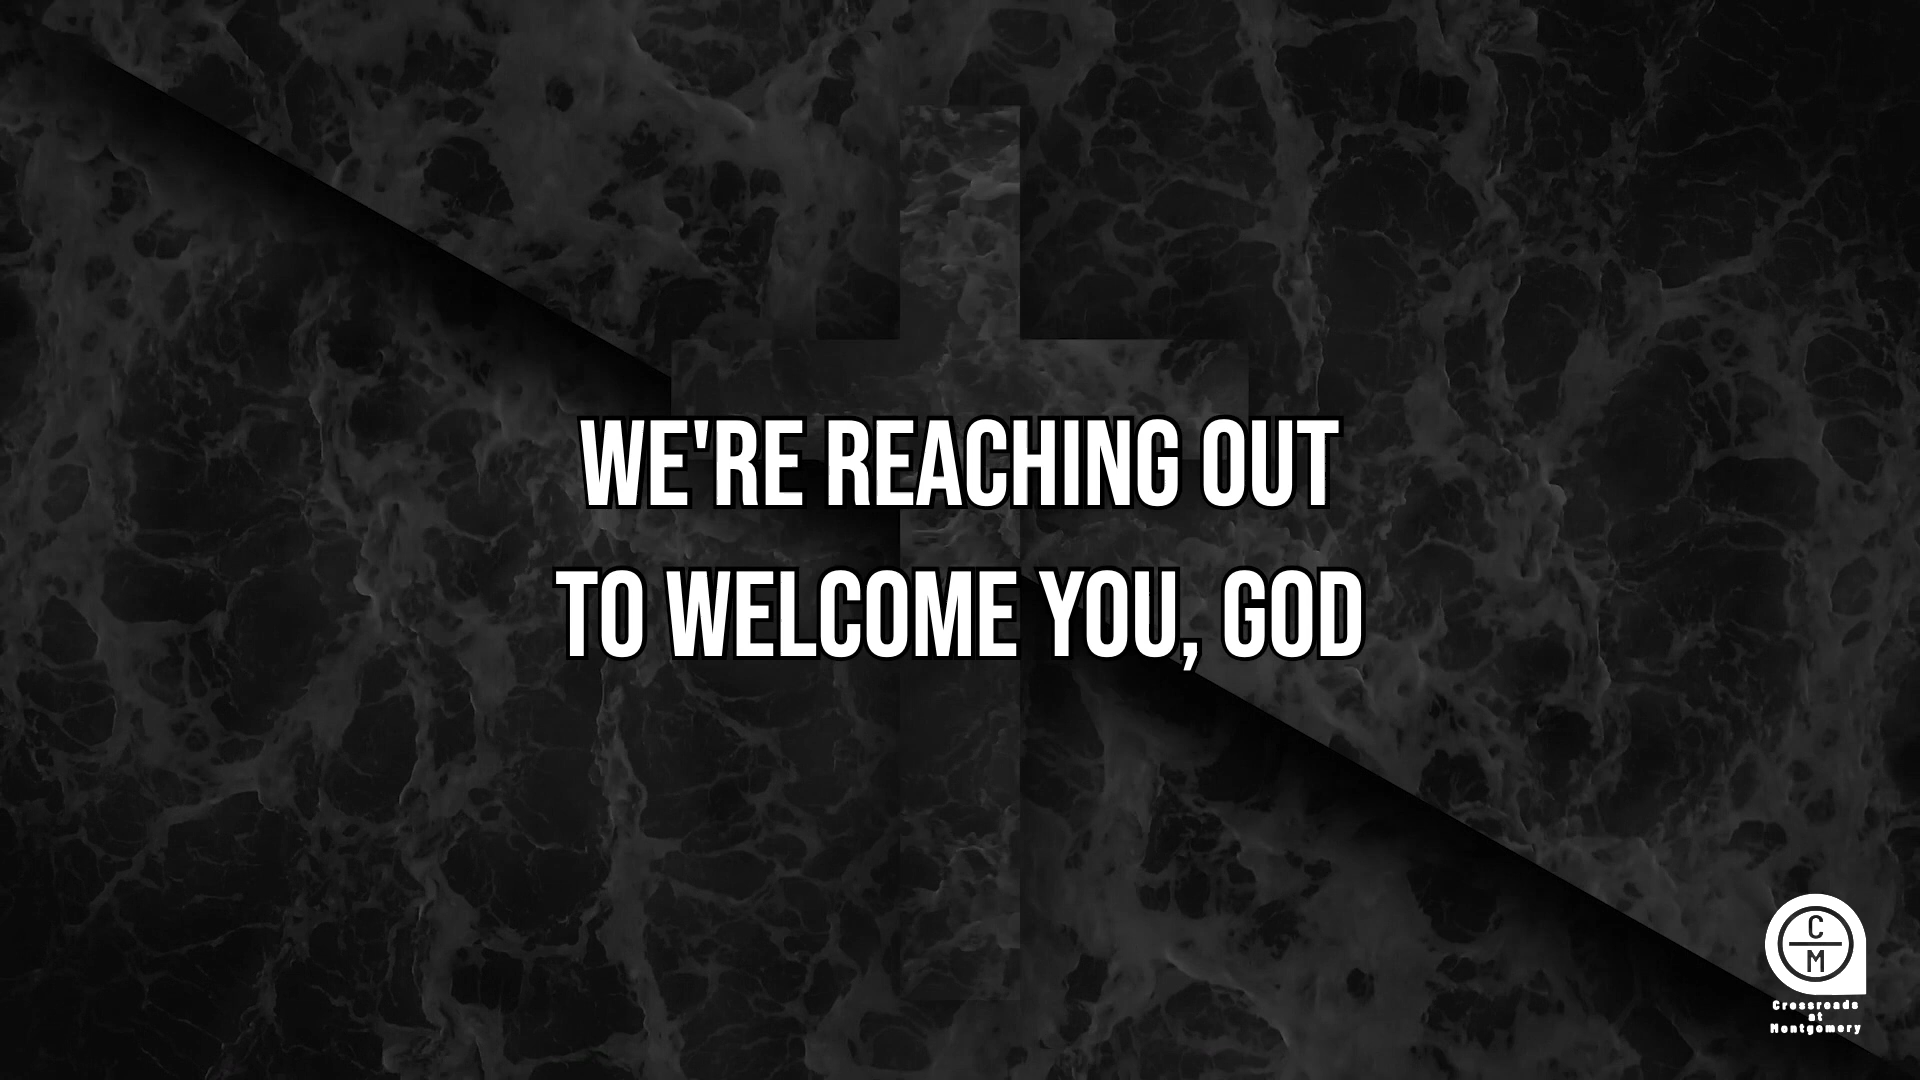 WE'RE REACHING OUT
TO WELCOME YOU, GOD
C
M
Crossroads
at
Montgomery